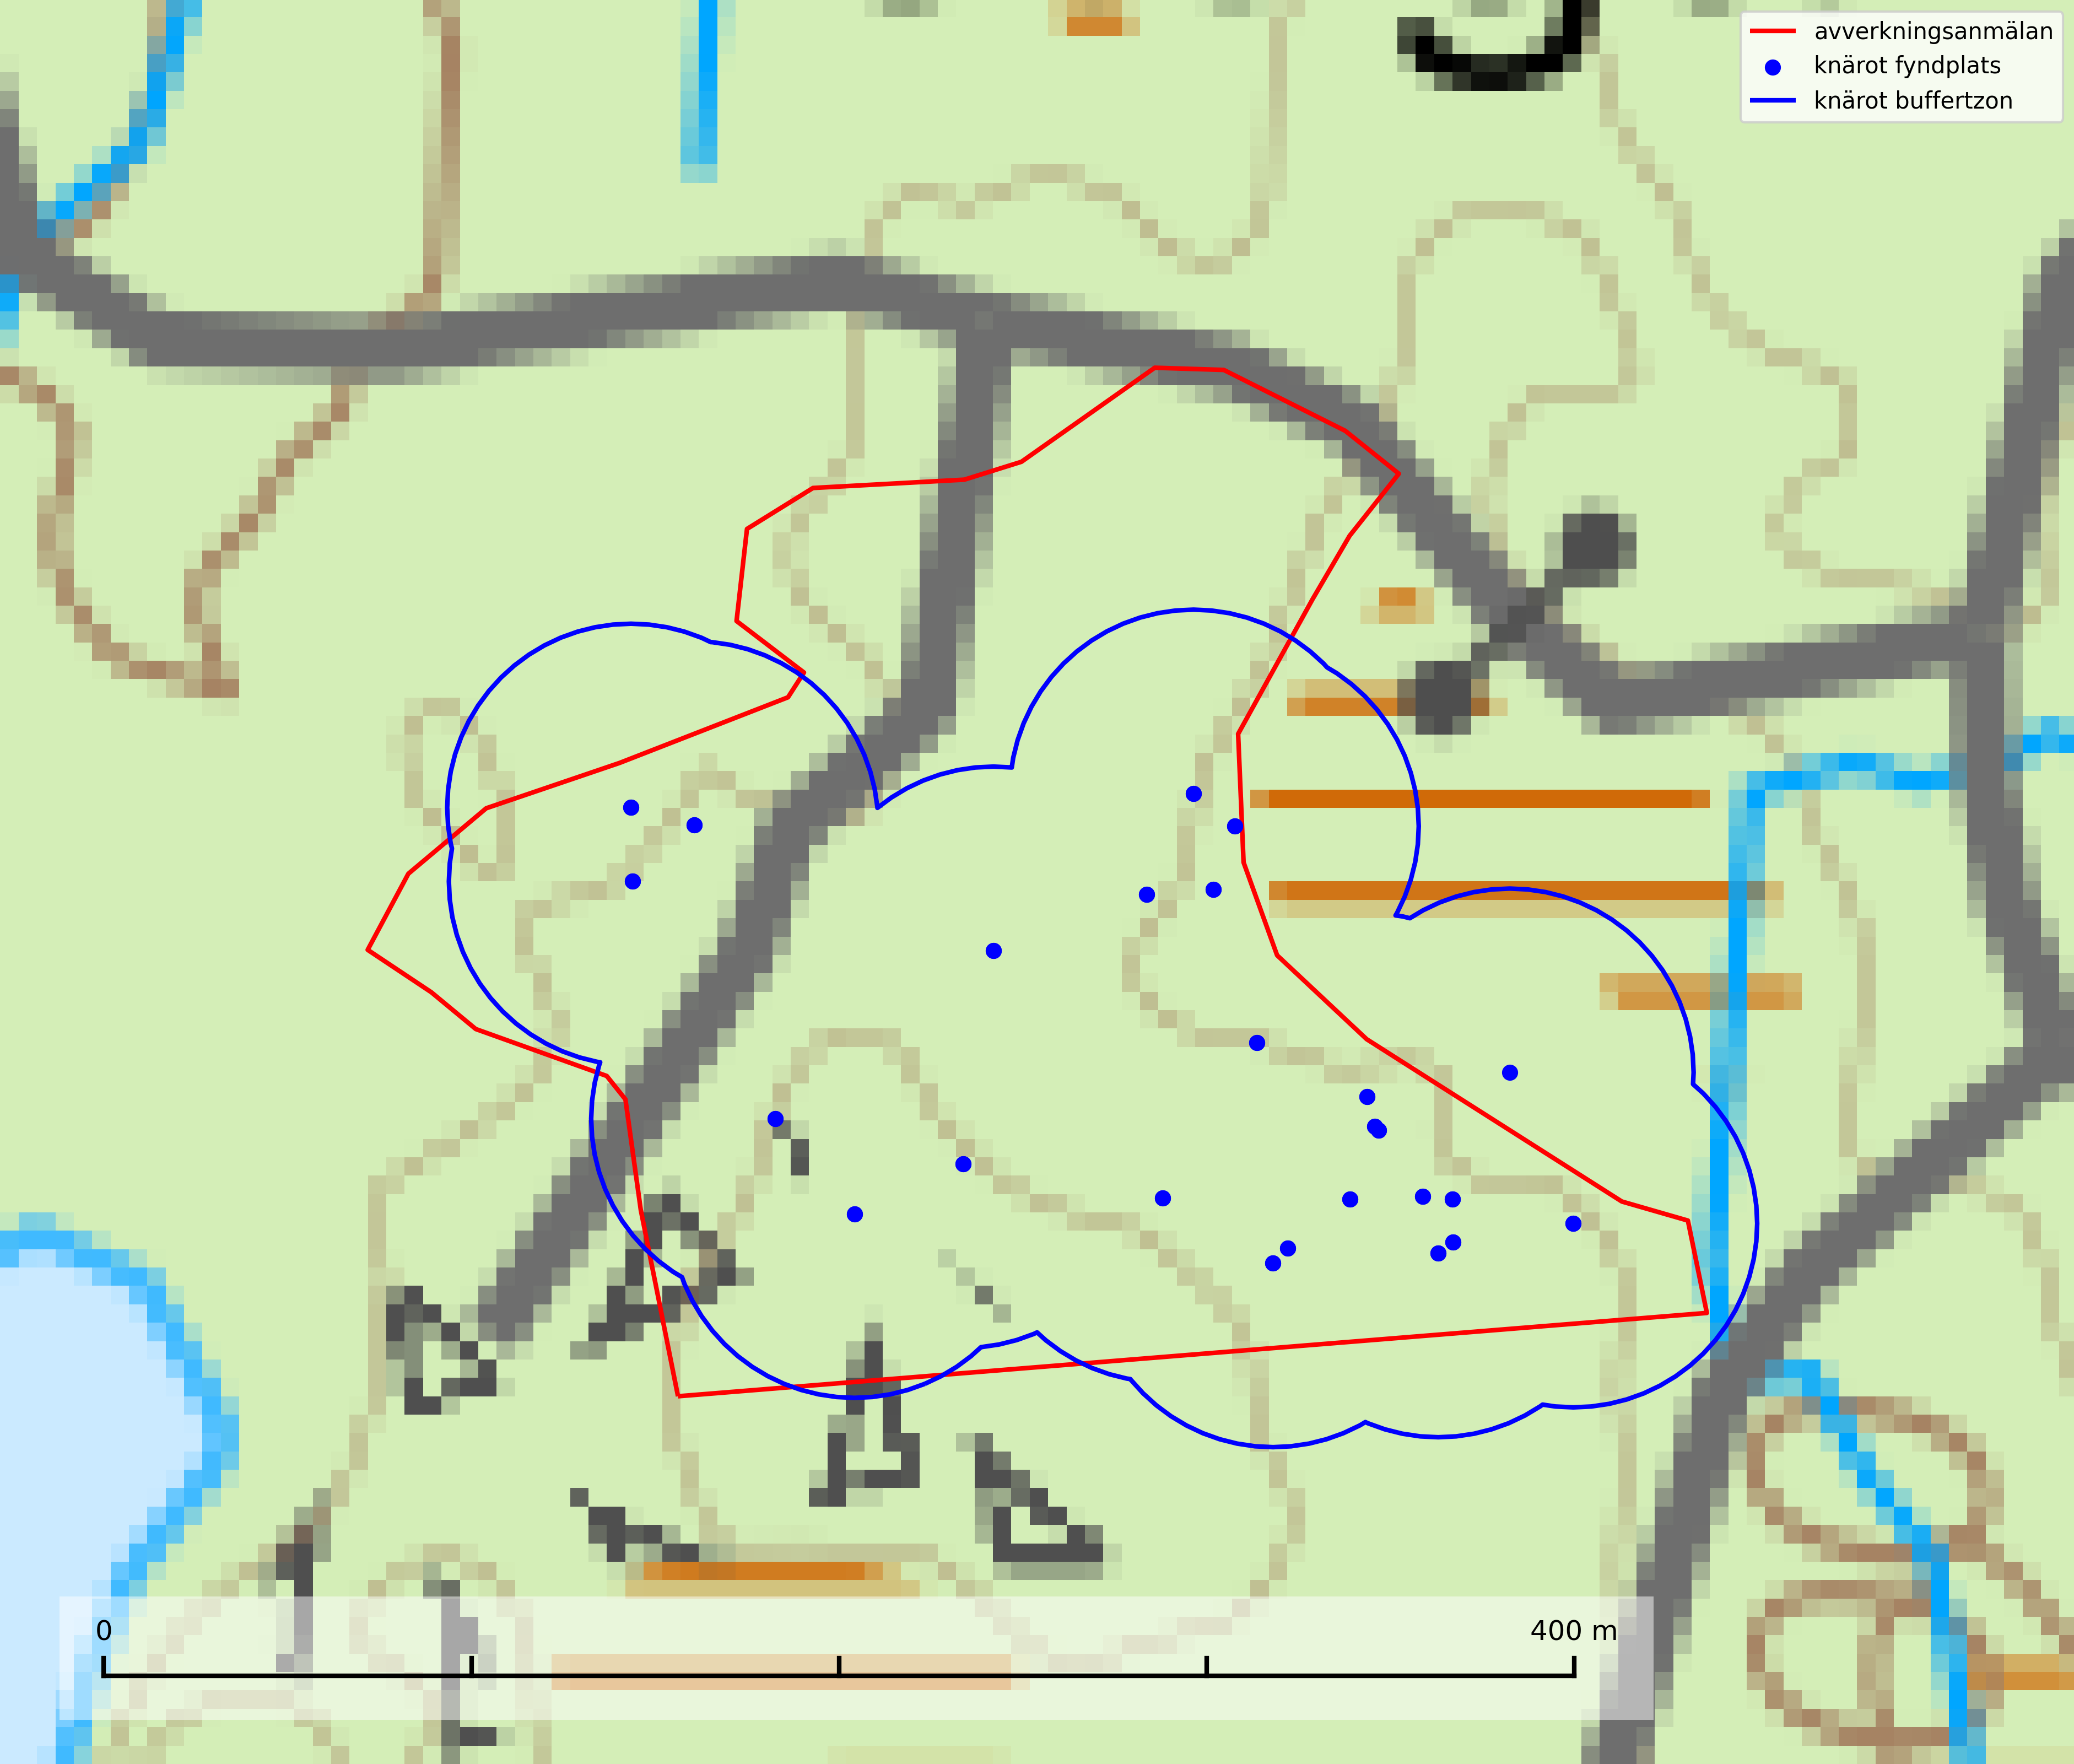 avverkningsanmälan
knärot fyndplats
knärot buffertzon
0 400 m